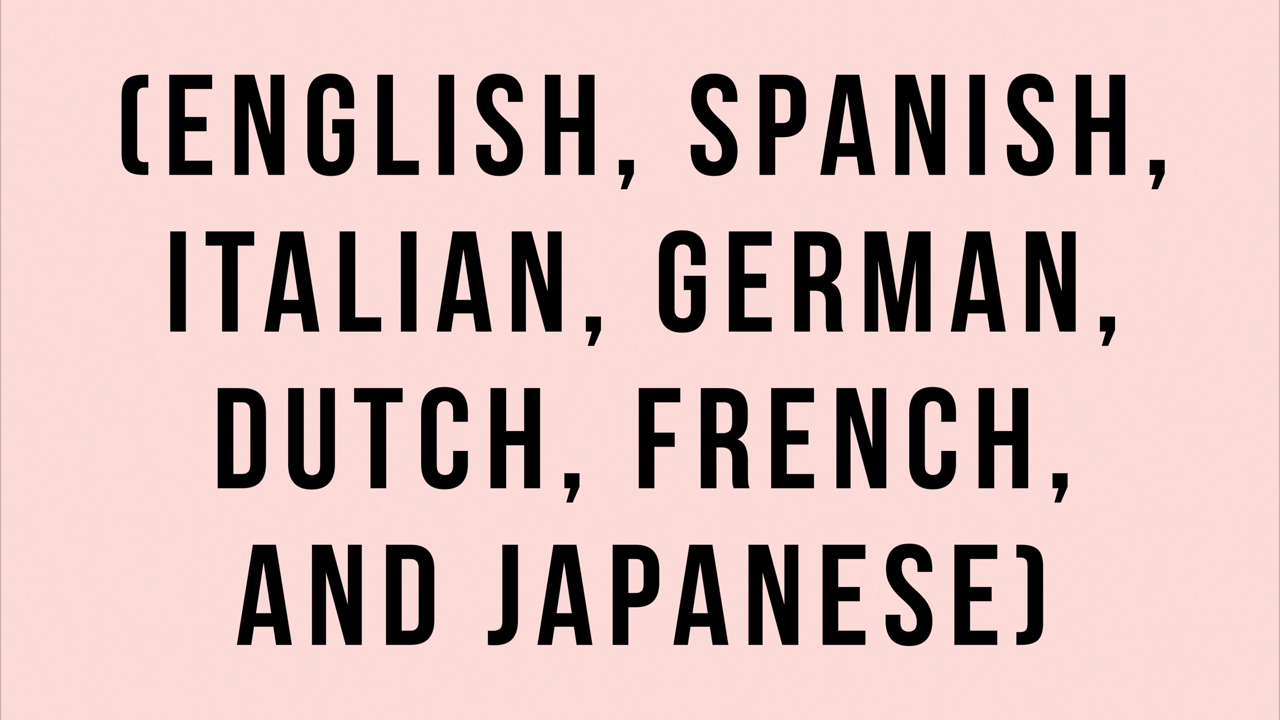 (ENGLISH, SPANISH,
ITALIAN, GERMAN,
DUTCH, FRENCH,
AND JAPANESE)